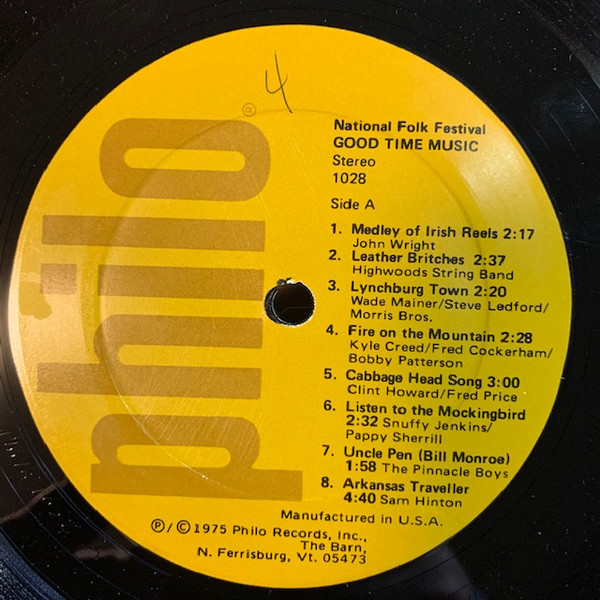 4
philo®
National Folk Festival
GOOD TIME MUSIC
Stereo
1028
Side A
1. Medley of Irish Reels 2:17
John Wright
2. Leather Britches 2:37
Highwoods String Band
3. Lynchburg Town 2:20
Wade Mainer/Steve Ledford/
Morris Bros.
4. Fire on the Mountain 2:28
Kyle Creed/Fred Cockerham/
Bobby Patterson
5. Cabbage Head Song 3:00
Clint Howard/Fred Price
6. Listen to the Mockingbird
2:32 Snuffy Jenkins/
Pappy Sherrill
7. Uncle Pen (Bill Monroe)
1:58 The Pinnacle Boys
8. Arkansas Traveller
4:40 Sam Hinton
Manufactured in U.S.A.
℗/© 1975 Philo Records, Inc.,
The Barn,
N. Ferrisburg, Vt. 05473